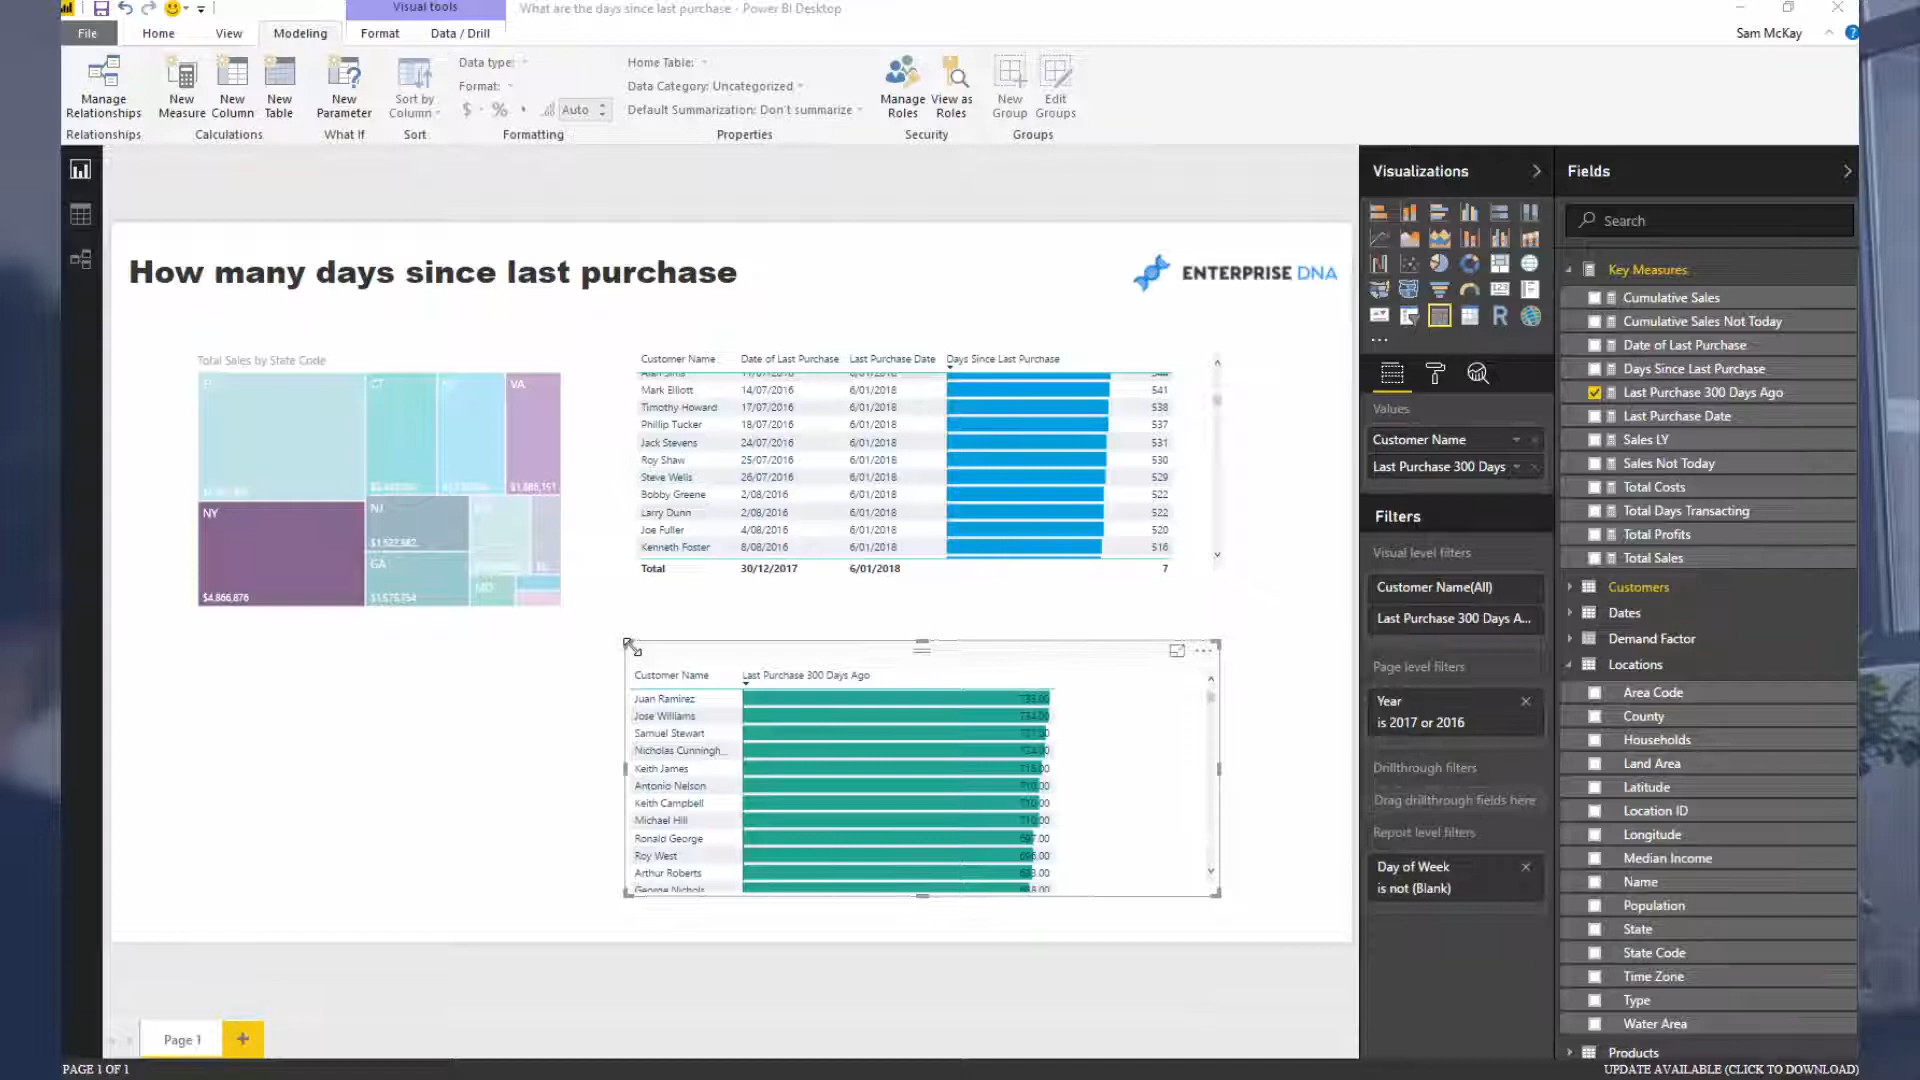 Visual tools
What are the days since last purchase - Power BI Desktop
File
Home
View
Modeling
Format
Data / Drill
Sam McKay
Manage Relationships
New Measure
New Column
New Table
New Parameter
Sort by Column
Data type:
Format:
$ % Auto
Home Table:
Data Category: Uncategorized
Default Summarization: Don't summarize
Manage Roles
View as Roles
New Group
Edit Groups
Relationships
Calculations
What If
Sort
Formatting
Properties
Security
Groups
How many days since last purchase
ENTERPRISE DNA
Total Sales by State Code
CT
VA
$1,886,151
NY
$4,866,876
NJ
GA
MO
Customer Name Date of Last Purchase Last Purchase Date Days Since Last Purchase
Mark Elliott 14/07/2016 6/01/2018 541
Timothy Howard 17/07/2016 6/01/2018 538
Phillip Tucker 18/07/2016 6/01/2018 537
Jack Stevens 24/07/2016 6/01/2018 531
Roy Shaw 25/07/2016 6/01/2018 530
Steve Wells 26/07/2016 6/01/2018 529
Bobby Greene 2/08/2016 6/01/2018 522
Larry Dunn 2/08/2016 6/01/2018 522
Joe Fuller 4/08/2016 6/01/2018 520
Kenneth Foster 8/08/2016 6/01/2018 516
Total 30/12/2017 6/01/2018 7
Customer Name Last Purchase 300 Days Ago
Juan Ramirez
Jose Williams
Samuel Stewart
Nicholas Cunningh...
Keith James
Antonio Nelson
Keith Campbell
Michael Hill
Ronald George
Roy West
Arthur Roberts
George Nichols
Page 1
+
PAGE 1 OF 1
Visualizations
R
123
Values
Customer Name
Last Purchase 300 Days
Filters
Visual level filters
Customer Name(All)
Last Purchase 300 Days A...
Page level filters
Year
is 2017 or 2016
Drillthrough filters
Drag drillthrough fields here
Report level filters
Day of Week
is not (Blank)
Fields
Search
Key Measures
Cumulative Sales
Cumulative Sales Not Today
Date of Last Purchase
Days Since Last Purchase
Last Purchase 300 Days Ago
Last Purchase Date
Sales LY
Sales Not Today
Total Costs
Total Days Transacting
Total Profits
Total Sales
Customers
Dates
Demand Factor
Locations
Area Code
County
Households
Land Area
Latitude
Location ID
Longitude
Median Income
Name
Population
State
State Code
Time Zone
Type
Water Area
Products
UPDATE AVAILABLE (CLICK TO DOWNLOAD)